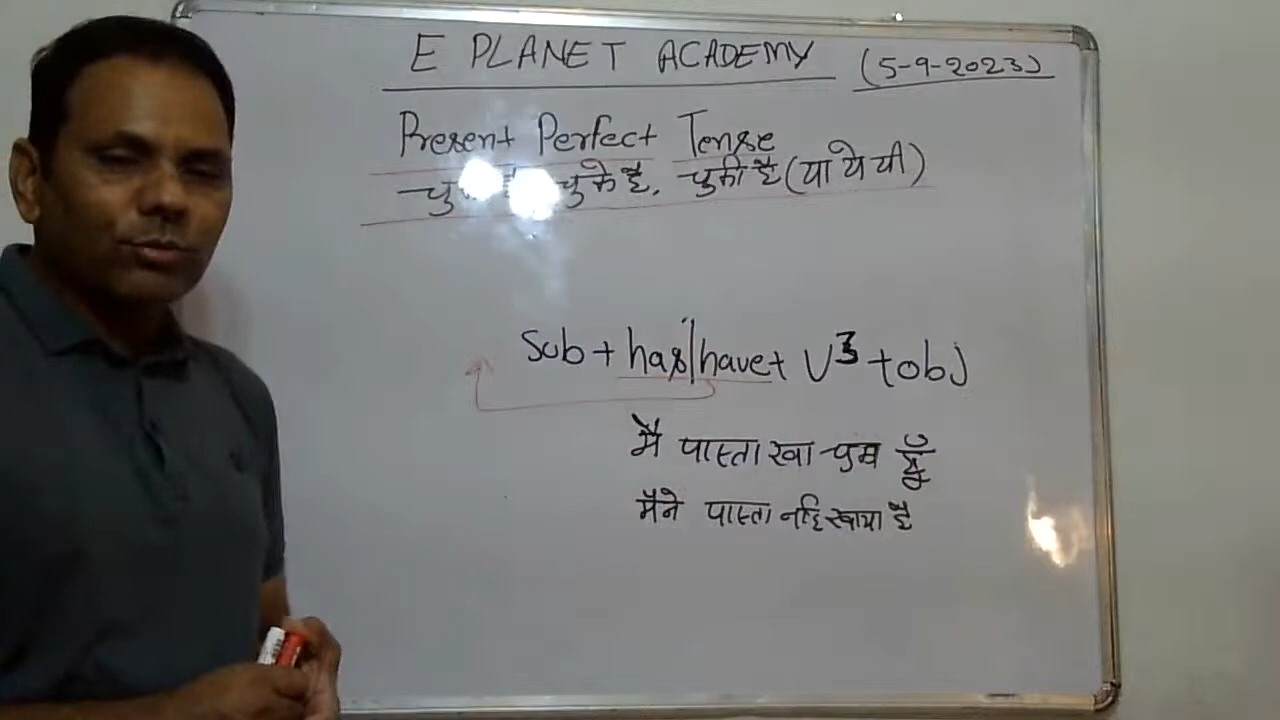 E PLANET ACADEMY (5-9-2023)
Present Perfect Tense
चुके है, चुकी है (या ये यी)
Sub + has|have + V3 + obj
मै पास्ता खा चुका हूँ
मैने पास्ता नहि खाया है